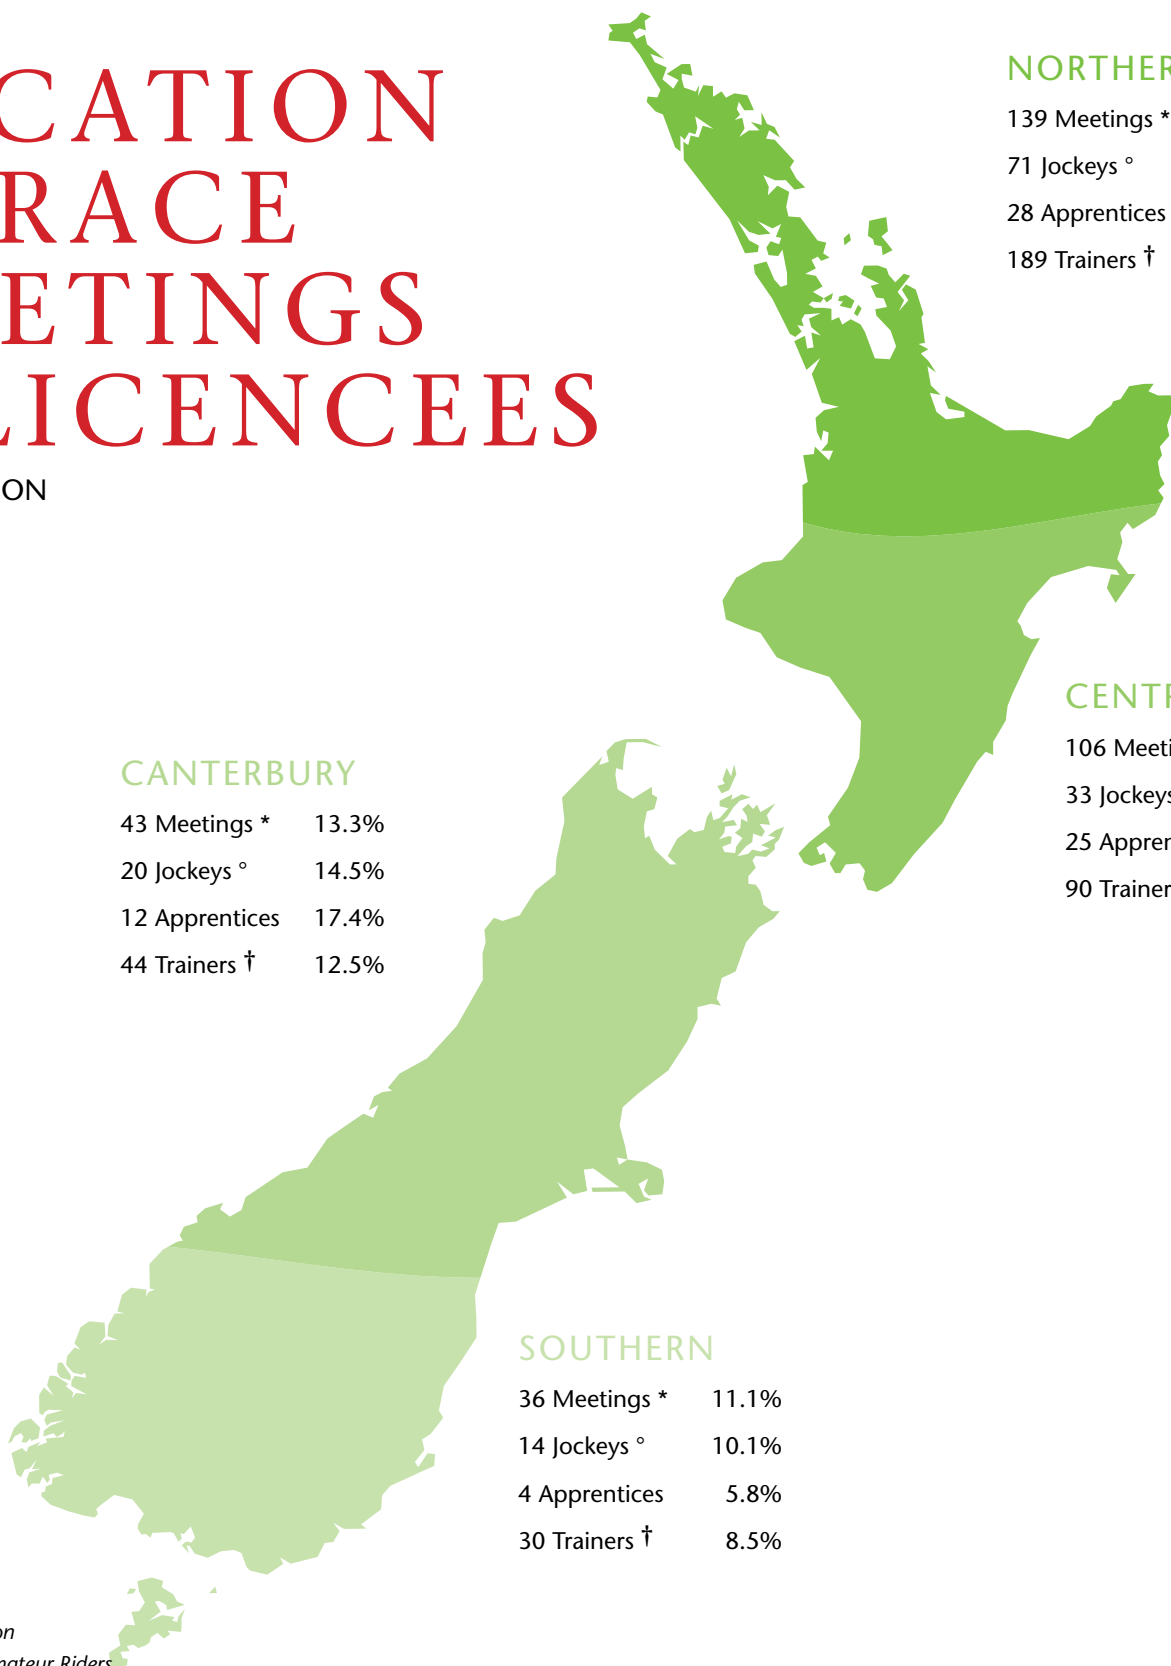 CATION
RACE
ETINGS
LICENCEES
ON
NORTHER
139 Meetings *
71 Jockeys °
28 Apprentices
189 Trainers †
CENT
106 Meeti
33 Jockeys
25 Appren
90 Trainer
CANTERBURY
43 Meetings * 13.3%
20 Jockeys ° 14.5%
12 Apprentices 17.4%
44 Trainers † 12.5%
SOUTHERN
36 Meetings * 11.1%
14 Jockeys ° 10.1%
4 Apprentices 5.8%
30 Trainers † 8.5%
on
mateur Riders